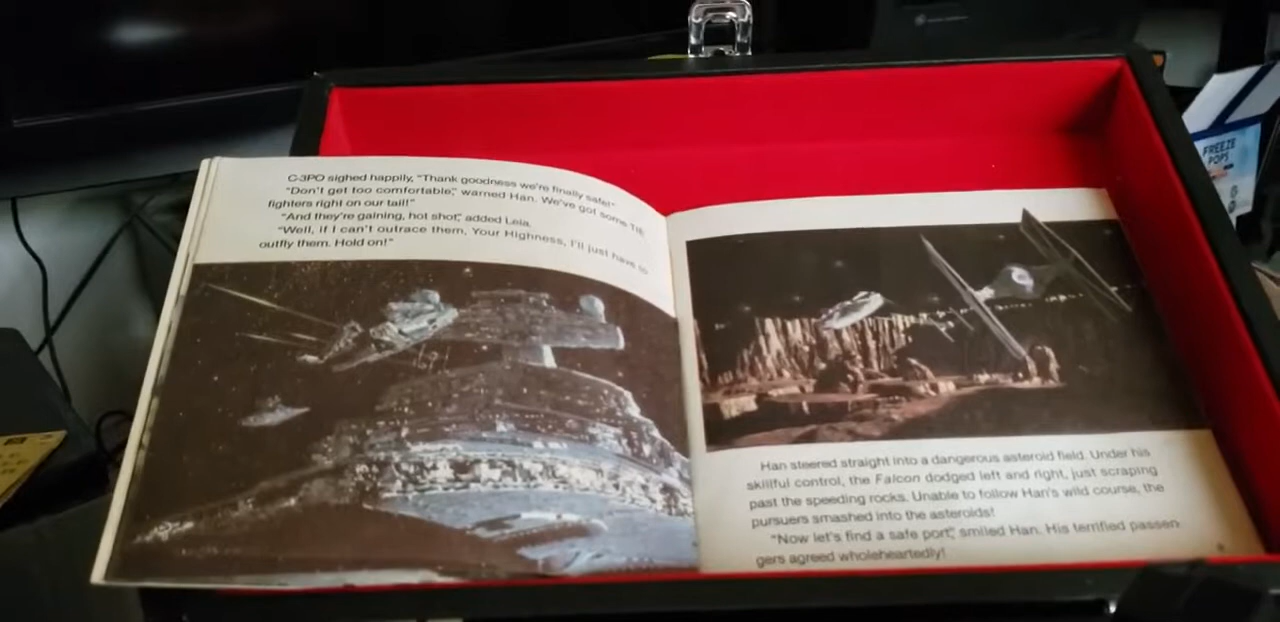 C-3PO sighed happily, "Thank goodness we're finally safe!"
"Don't get too comfortable," warned Han. We've got some TIE
fighters right on our tail!"
"And they're gaining, hot shot," added Leia.
"Well, if I can't outrace them, Your Highness, I'll just have to
outfly them. Hold on!"
Han steered straight into a dangerous asteroid field. Under his
skillful control, the Falcon dodged left and right, just scraping
past the speeding rocks. Unable to follow Han's wild course, the
pursuers smashed into the asteroids!
"Now let's find a safe port," smiled Han. His terrified passen-
gers agreed wholeheartedly!
FREEZE
POPS